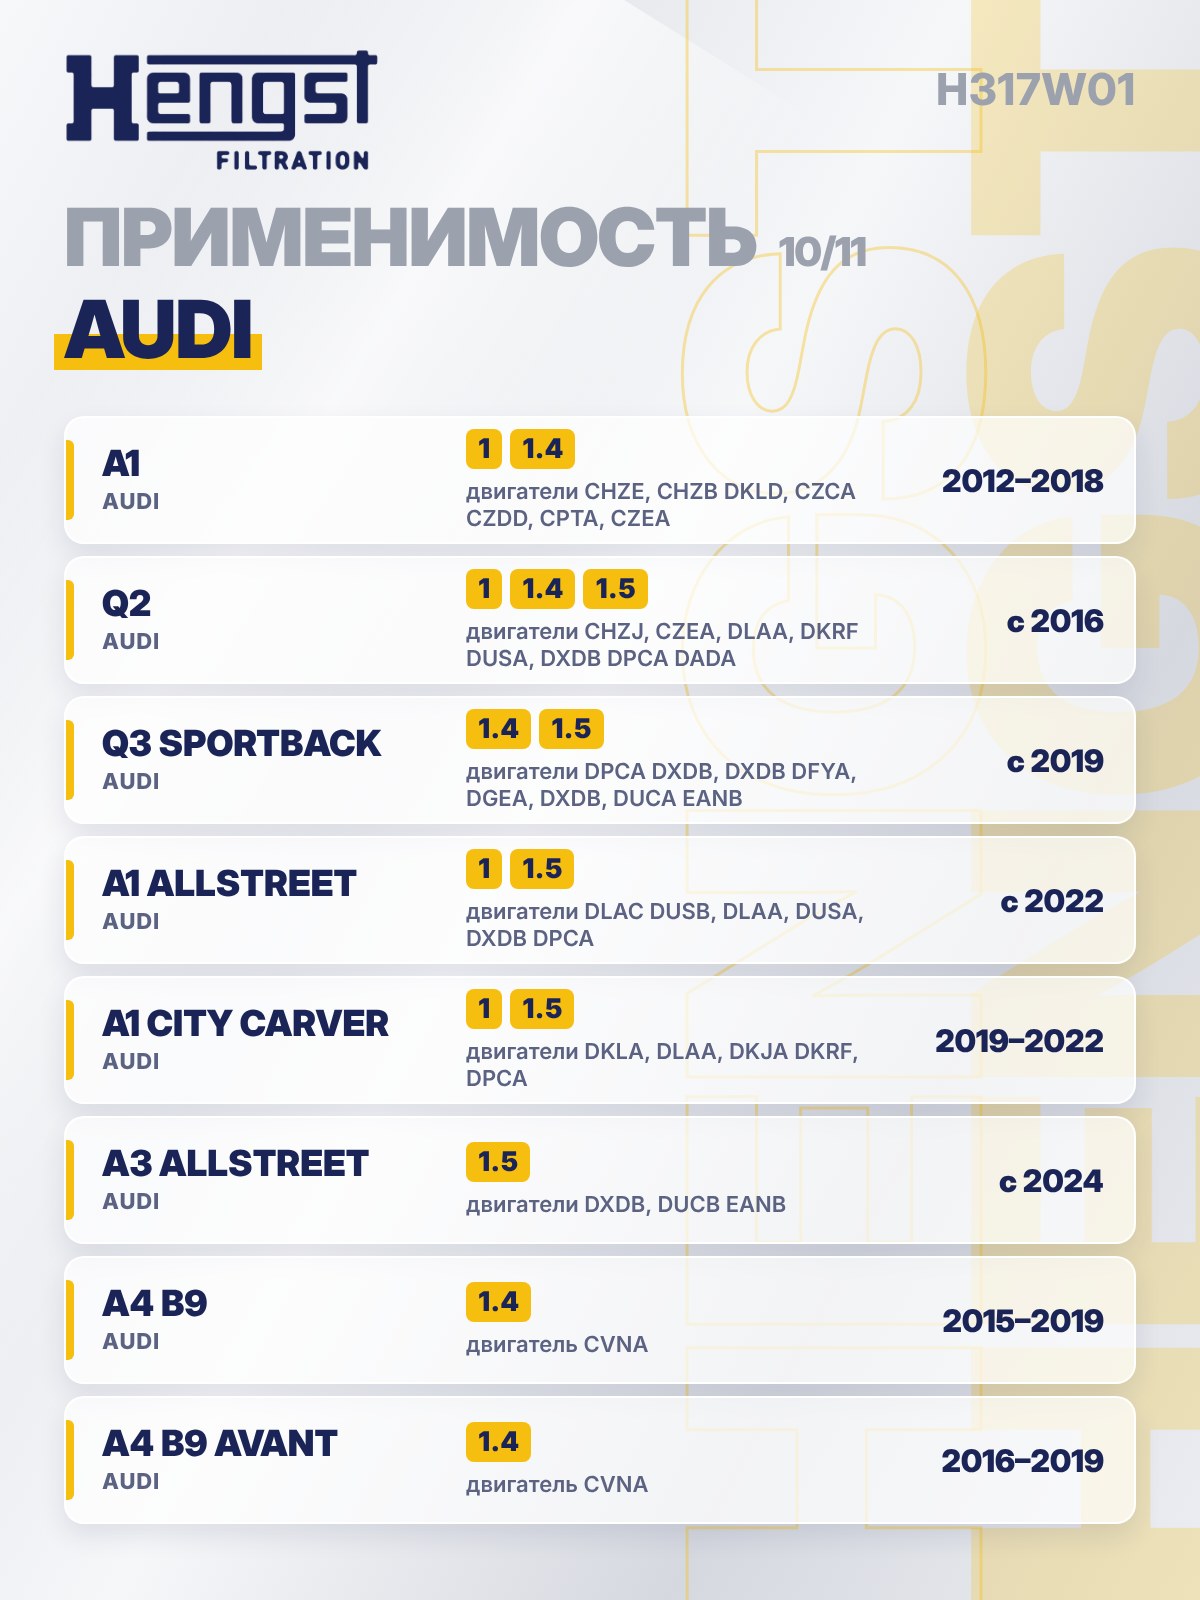 Hengst
FILTRATION
H317W01
ПРИМЕНИМОСТЬ 10/11
AUDI
A1
AUDI
1 1.4
двигатели CHZE, CHZB DKLD, CZCA
CZDD, CPTA, CZEA
2012–2018
Q2
AUDI
1 1.4 1.5
двигатели CHZJ, CZEA, DLAA, DKRF
DUSA, DXDB DPCA DADA
с 2016
Q3 SPORTBACK
AUDI
1.4 1.5
двигатели DPCA DXDB, DXDB DFYA,
DGEA, DXDB, DUCA EANB
с 2019
A1 ALLSTREET
AUDI
1 1.5
двигатели DLAC DUSB, DLAA, DUSA,
DXDB DPCA
с 2022
A1 CITY CARVER
AUDI
1 1.5
двигатели DKLA, DLAA, DKJA DKRF,
DPCA
2019–2022
A3 ALLSTREET
AUDI
1.5
двигатели DXDB, DUCB EANB
с 2024
A4 B9
AUDI
1.4
двигатель CVNA
2015–2019
A4 B9 AVANT
AUDI
1.4
двигатель CVNA
2016–2019
HENGST
HENGST